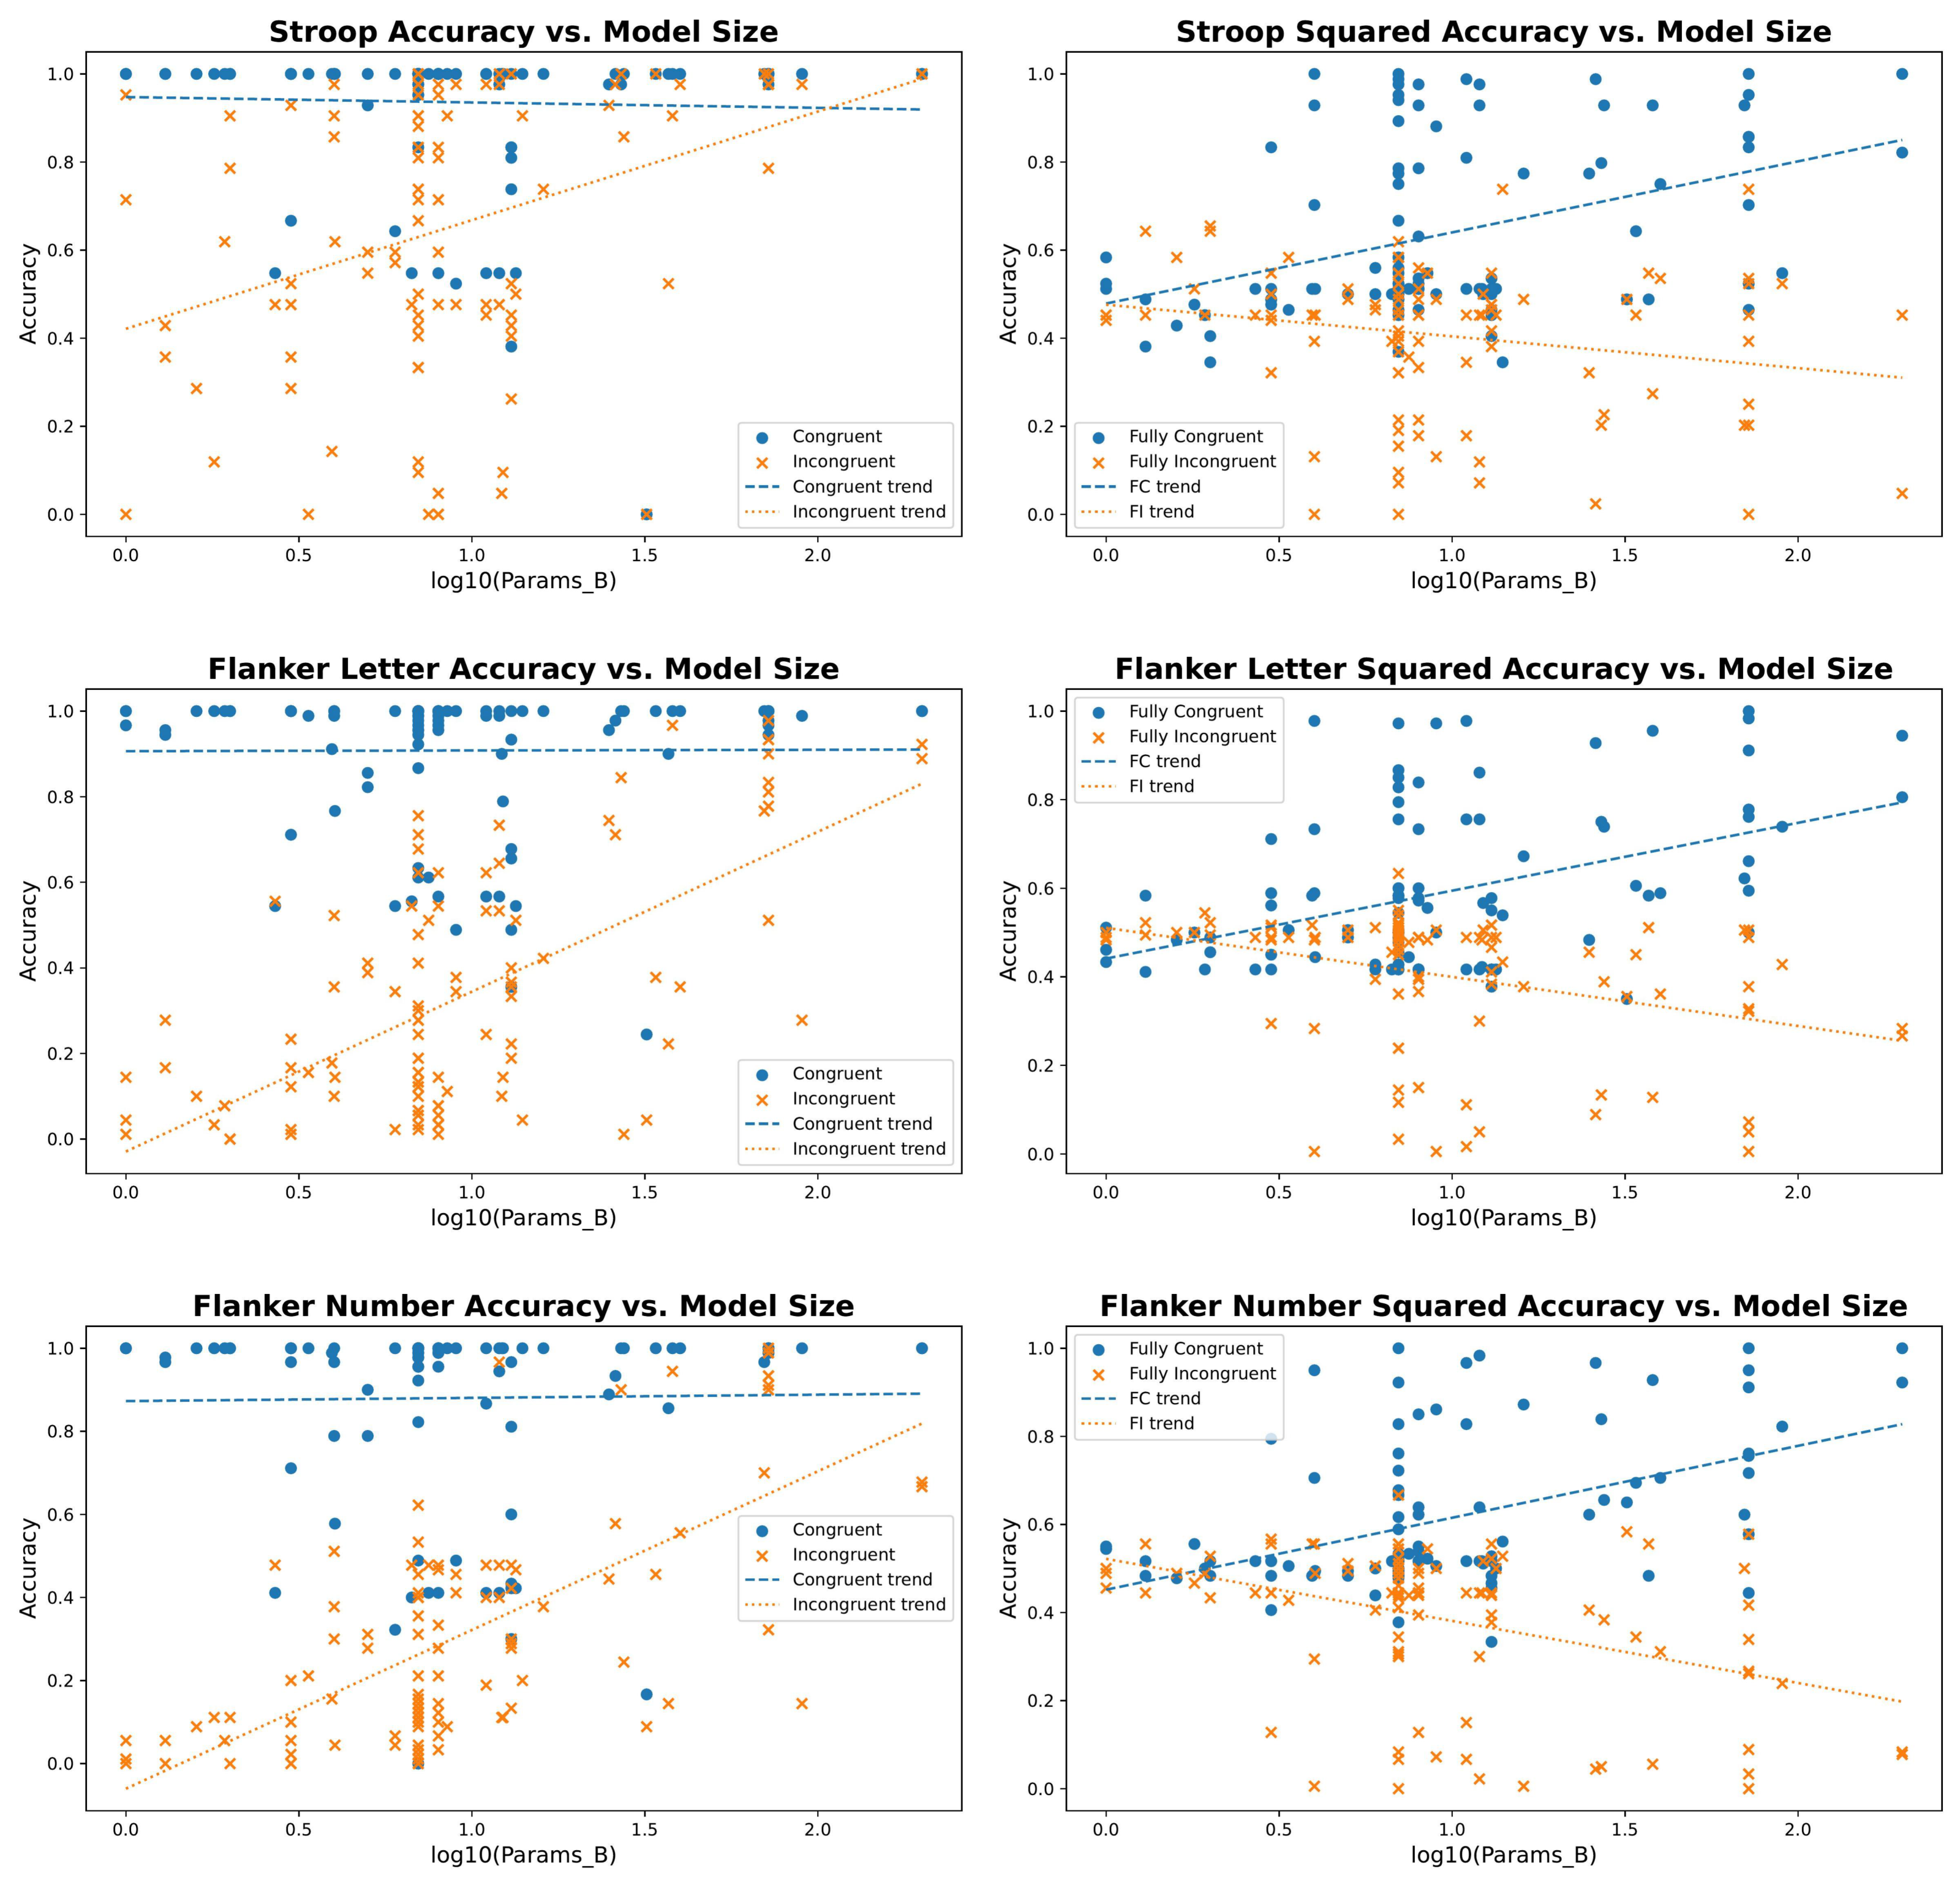 Stroop Accuracy vs. Model Size
Accuracy
1.0
0.8
0.6
0.4
0.2
0.0
Congruent
Incongruent
Congruent trend
Incongruent trend
0.0 0.5 1.0 1.5 2.0
log10(Params_B)
Stroop Squared Accuracy vs. Model Size
Accuracy
1.0
0.8
0.6
0.4
0.2
0.0
Fully Congruent
Fully Incongruent
FC trend
FI trend
0.0 0.5 1.0 1.5 2.0
log10(Params_B)
Flanker Letter Accuracy vs. Model Size
Accuracy
1.0
0.8
0.6
0.4
0.2
0.0
Congruent
Incongruent
Congruent trend
Incongruent trend
0.0 0.5 1.0 1.5 2.0
log10(Params_B)
Flanker Letter Squared Accuracy vs. Model Size
Accuracy
1.0
0.8
0.6
0.4
0.2
0.0
Fully Congruent
Fully Incongruent
FC trend
FI trend
0.0 0.5 1.0 1.5 2.0
log10(Params_B)
Flanker Number Accuracy vs. Model Size
Accuracy
1.0
0.8
0.6
0.4
0.2
0.0
Congruent
Incongruent
Congruent trend
Incongruent trend
0.0 0.5 1.0 1.5 2.0
log10(Params_B)
Flanker Number Squared Accuracy vs. Model Size
Accuracy
1.0
0.8
0.6
0.4
0.2
0.0
Fully Congruent
Fully Incongruent
FC trend
FI trend
0.0 0.5 1.0 1.5 2.0
log10(Params_B)